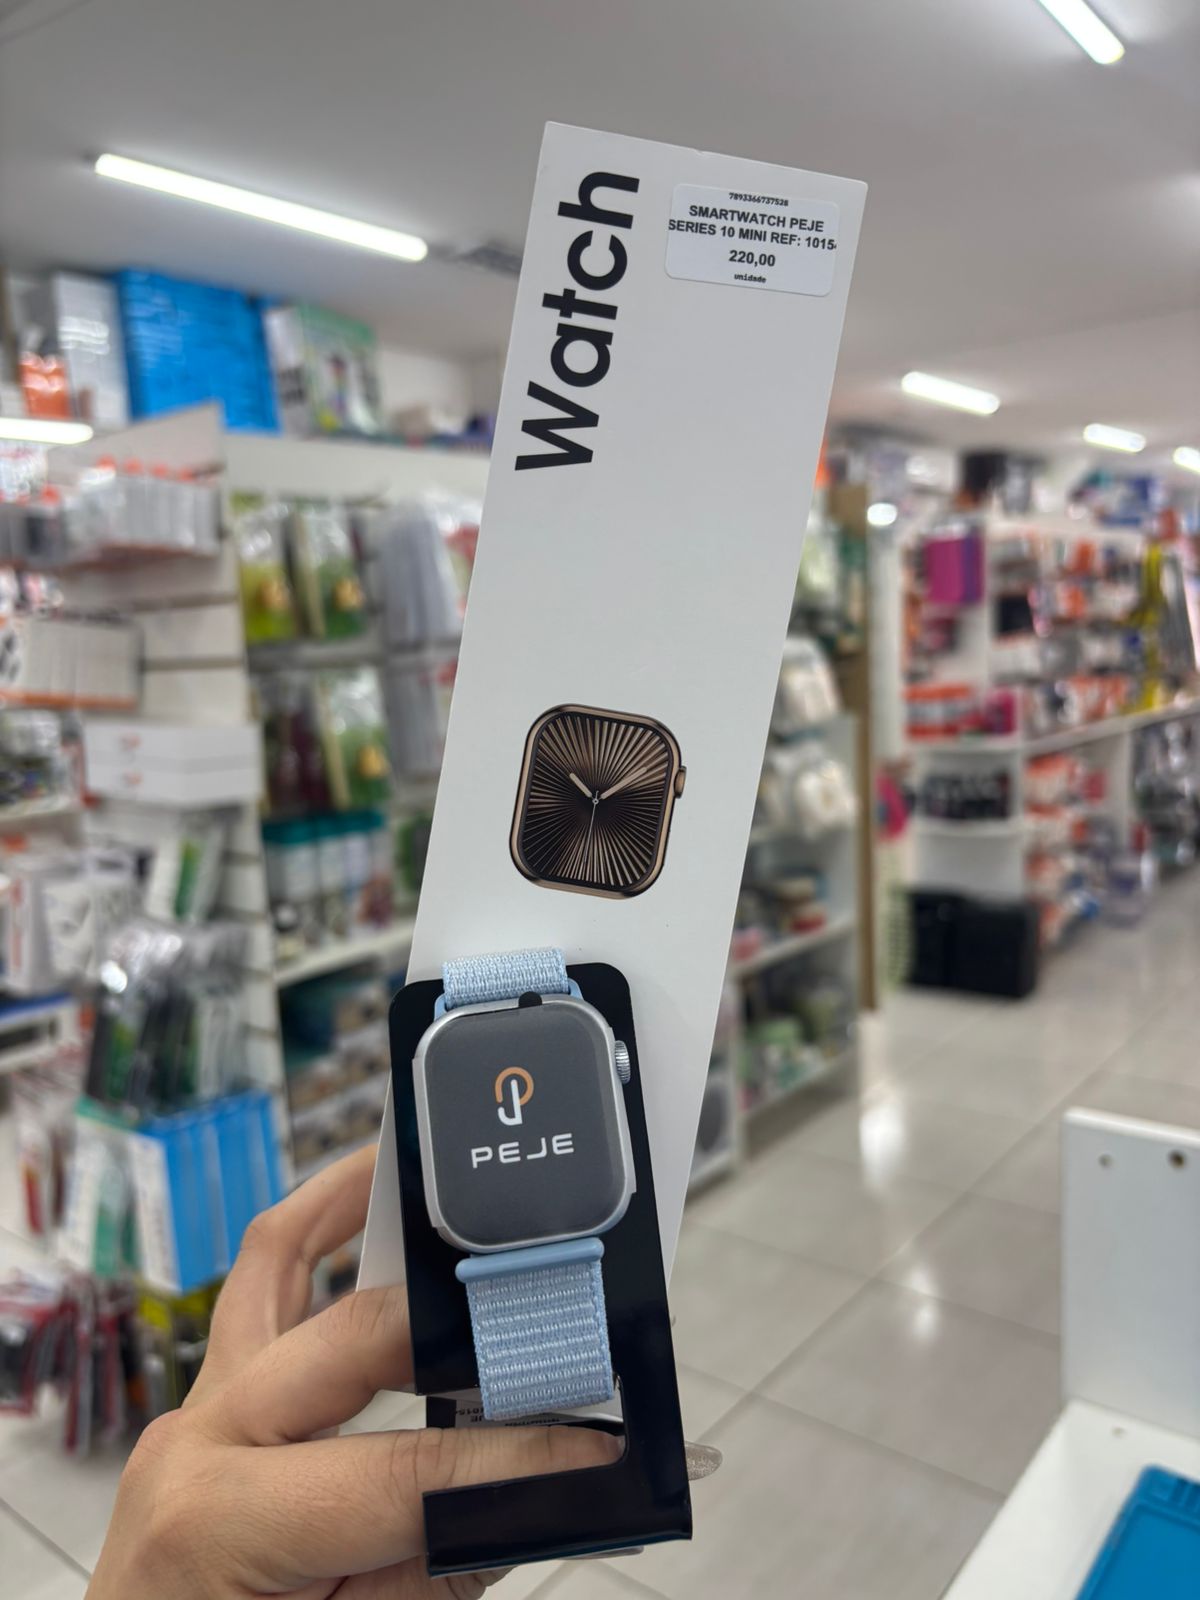 Watch
7893366737528
SMARTWATCH PEJE
SERIES 10 MINI REF: 1015
220,00
unidade
PEJE